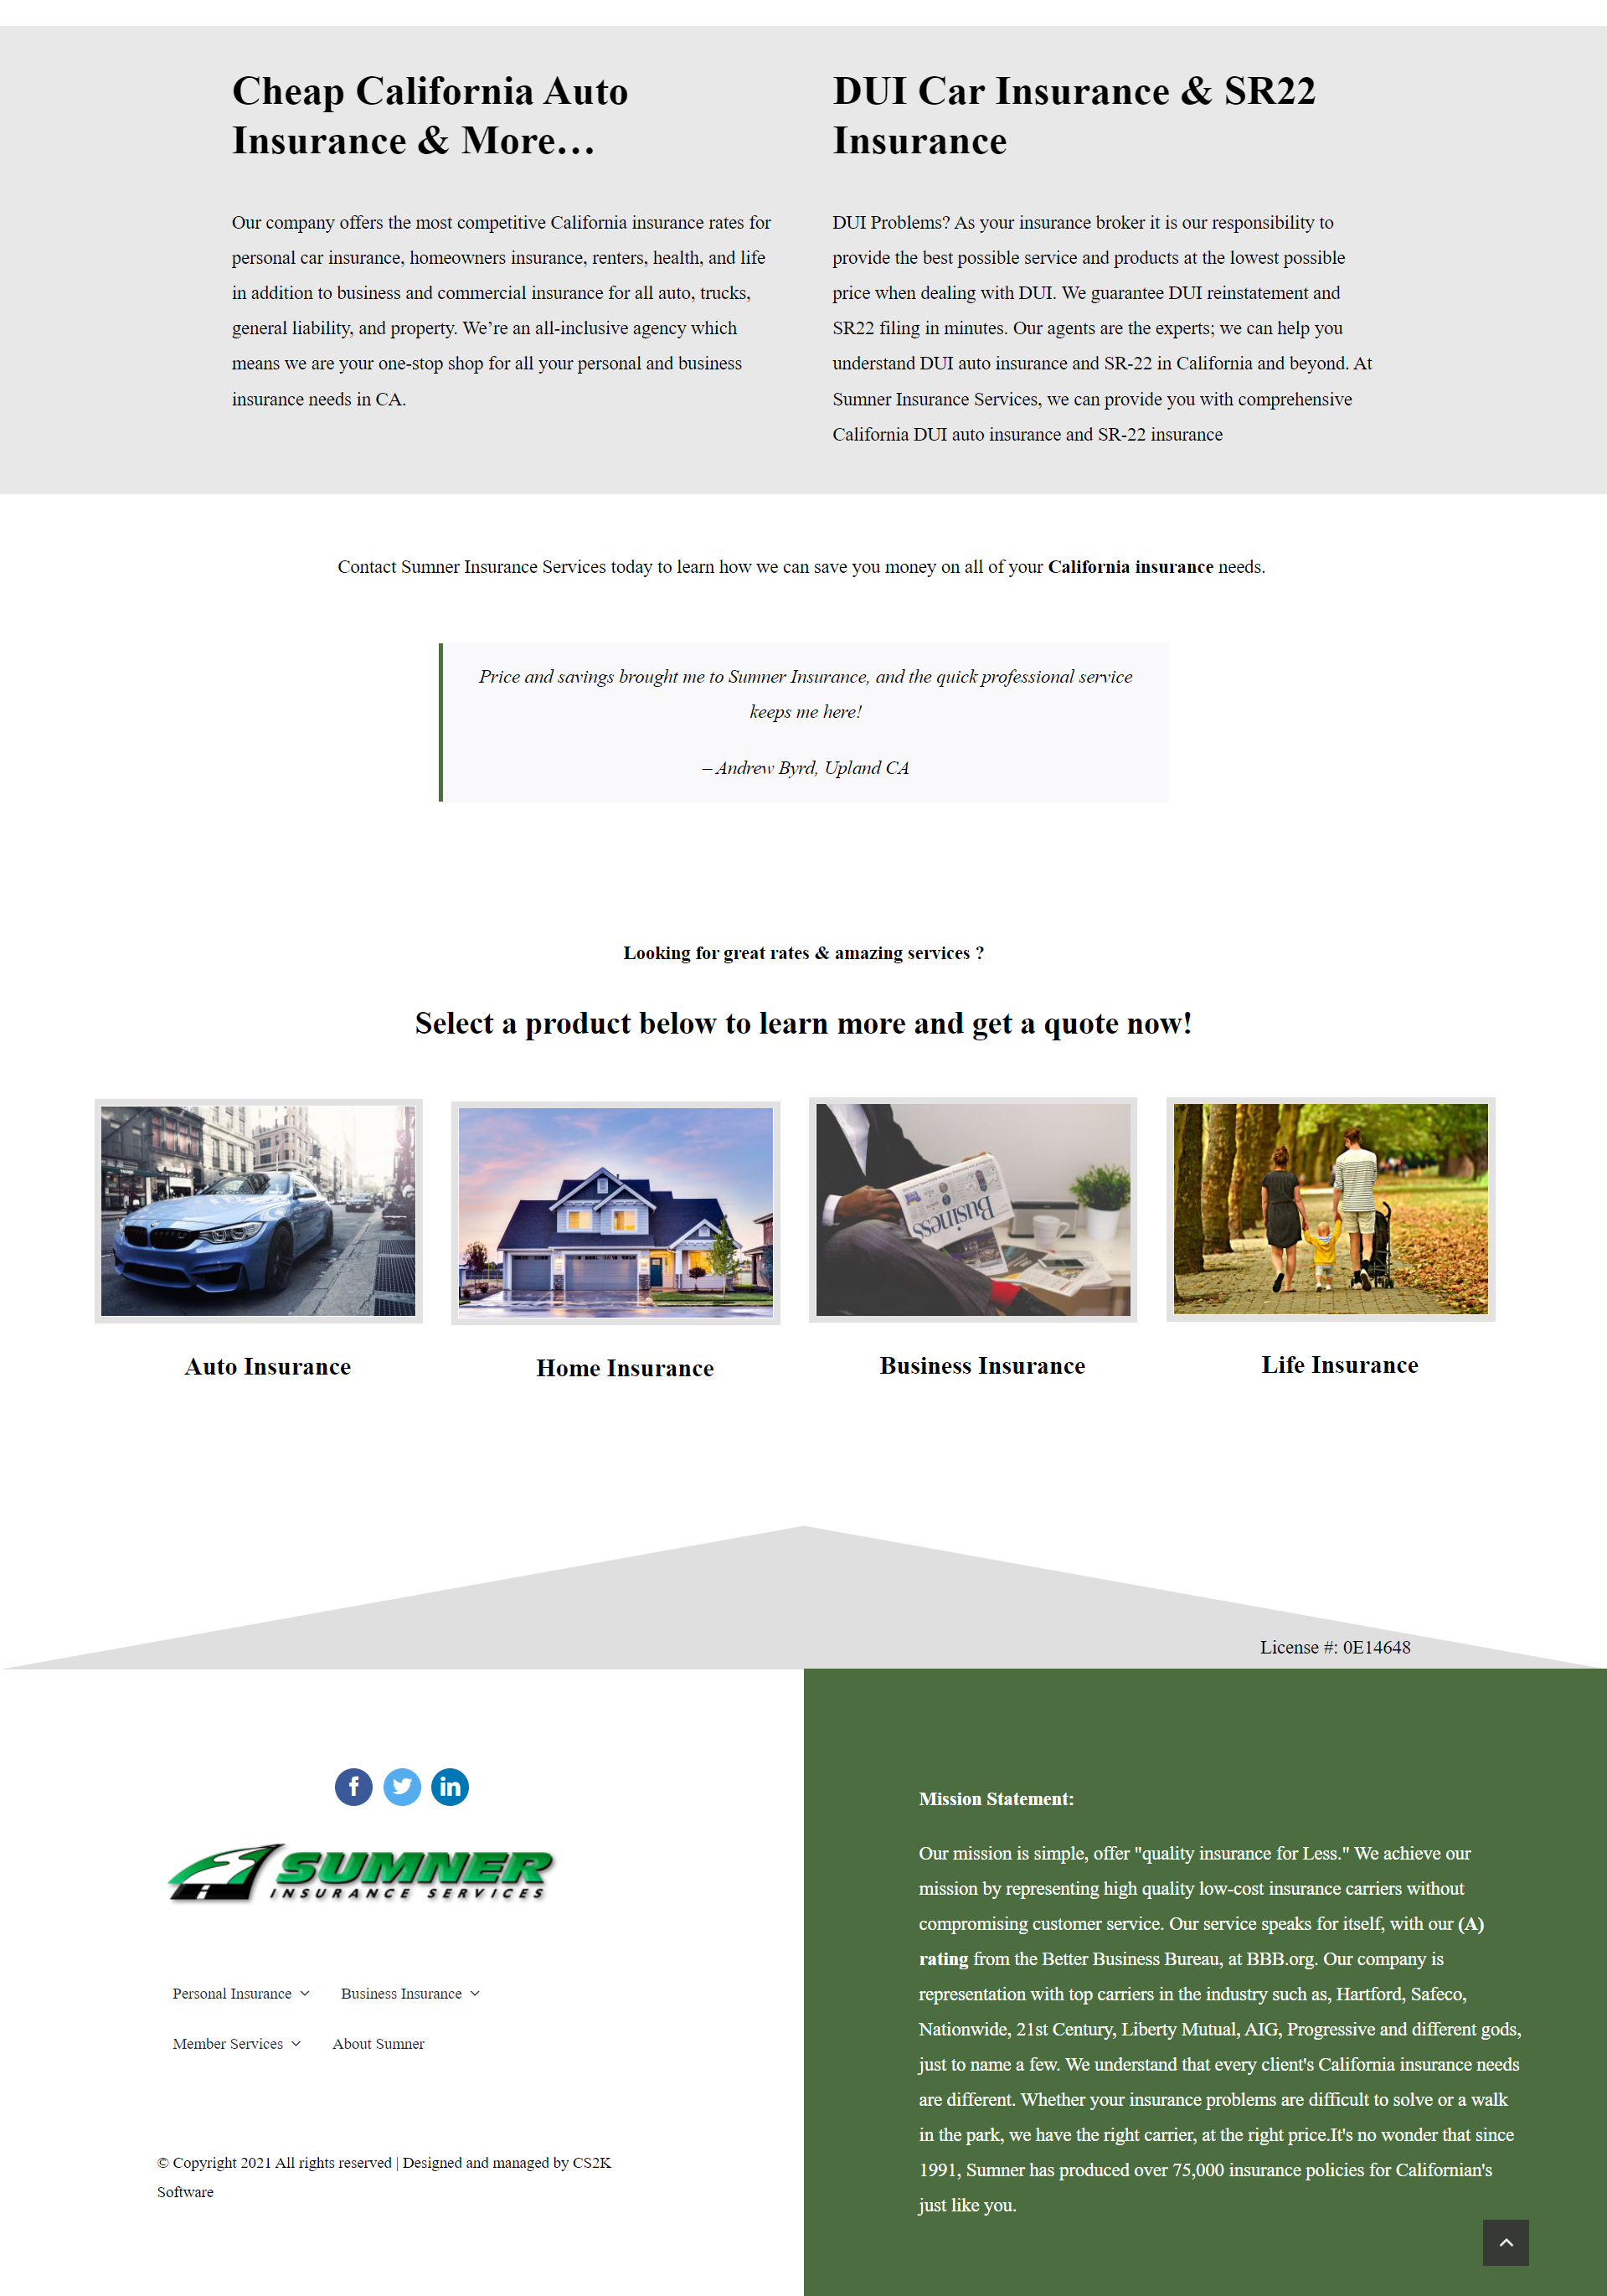 Cheap California Auto
Insurance & More…
Our company offers the most competitive California insurance rates for
personal car insurance, homeowners insurance, renters, health, and life
in addition to business and commercial insurance for all auto, trucks,
general liability, and property. We’re an all-inclusive agency which
means we are your one-stop shop for all your personal and business
insurance needs in CA.
DUI Car Insurance & SR22
Insurance
DUI Problems? As your insurance broker it is our responsibility to
provide the best possible service and products at the lowest possible
price when dealing with DUI. We guarantee DUI reinstatement and
SR22 filing in minutes. Our agents are the experts; we can help you
understand DUI auto insurance and SR-22 in California and beyond. At
Sumner Insurance Services, we can provide you with comprehensive
California DUI auto insurance and SR-22 insurance
Contact Sumner Insurance Services today to learn how we can save you money on all of your California insurance needs.
Price and savings brought me to Sumner Insurance, and the quick professional service
keeps me here!
– Andrew Byrd, Upland CA
Looking for great rates & amazing services ?
Select a product below to learn more and get a quote now!
Business
Auto Insurance
Home Insurance
Business Insurance
Life Insurance
License #: 0E14648
SUMNER
INSURANCE SERVICES
Personal Insurance
Business Insurance
Member Services
About Sumner
© Copyright 2021 All rights reserved | Designed and managed by CS2K
Software
Mission Statement:
Our mission is simple, offer "quality insurance for Less." We achieve our
mission by representing high quality low-cost insurance carriers without
compromising customer service. Our service speaks for itself, with our (A)
rating from the Better Business Bureau, at BBB.org. Our company is
representation with top carriers in the industry such as, Hartford, Safeco,
Nationwide, 21st Century, Liberty Mutual, AIG, Progressive and different gods,
just to name a few. We understand that every client's California insurance needs
are different. Whether your insurance problems are difficult to solve or a walk
in the park, we have the right carrier, at the right price.It's no wonder that since
1991, Sumner has produced over 75,000 insurance policies for Californian's
just like you.